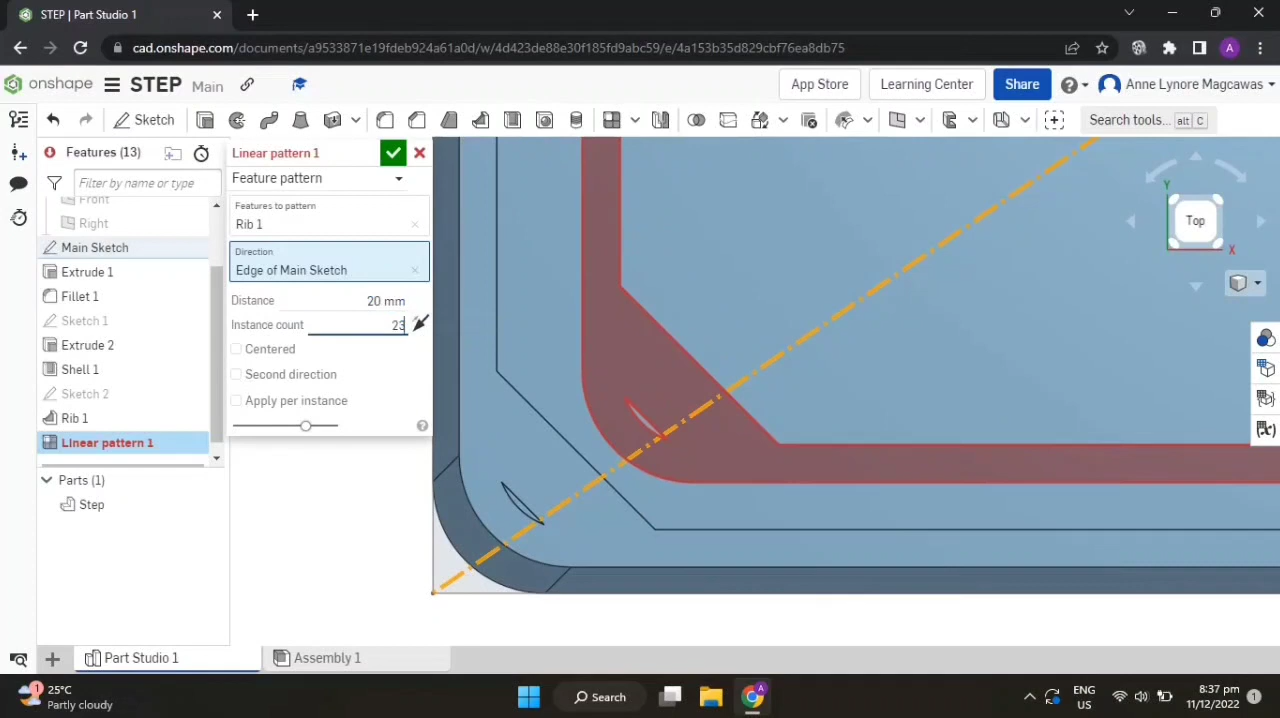 STEP | Part Studio 1
cad.onshape.com/documents/a9533871e19fdeb924a61a0d/w/4d423de88e30f185fd9abc59/e/4a153b35d829cbf76ea8db75
A
onshape
STEP
Main
App Store
Learning Center
Share
Anne Lynore Magcawas
Sketch
Search tools...
alt
C
Features (13)
Filter by name or type
Front
Right
Main Sketch
Extrude 1
Fillet 1
Sketch 1
Extrude 2
Shell 1
Sketch 2
Rib 1
Linear pattern 1
Parts (1)
Step
Linear pattern 1
Feature pattern
Features to pattern
Rib 1
Direction
Edge of Main Sketch
Distance 20 mm
Instance count 23
Centered
Second direction
Apply per instance
Y
Top
X
Part Studio 1
Assembly 1
1
25°C
Partly cloudy
Search
A
ENG
US
8:37 pm
11/12/2022
1